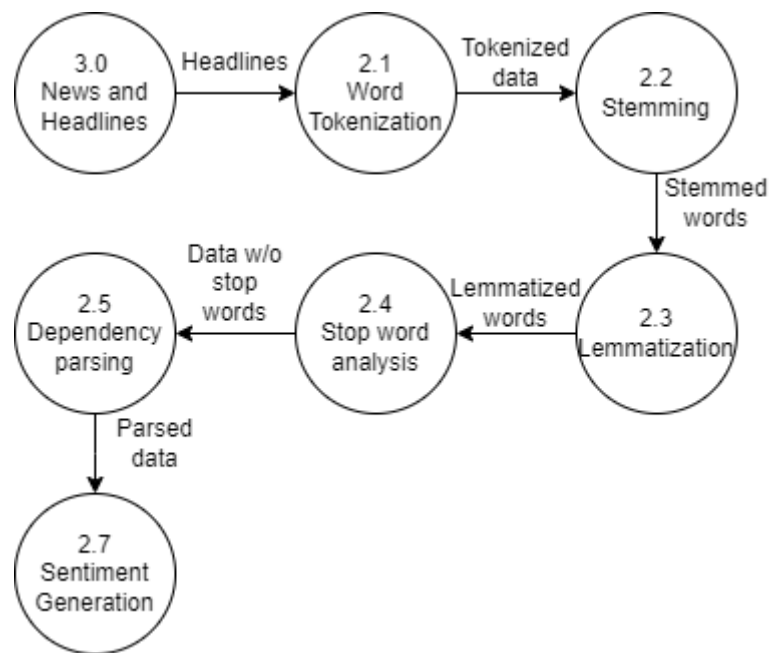 3.0
News and
Headlines
Headlines
2.1
Word
Tokenization
Tokenized
data
2.2
Stemming
Stemmed
words
2.3
Lemmatization
Lemmatized
words
2.4
Stop word
analysis
Data w/o
stop
words
2.5
Dependency
parsing
Parsed
data
2.7
Sentiment
Generation